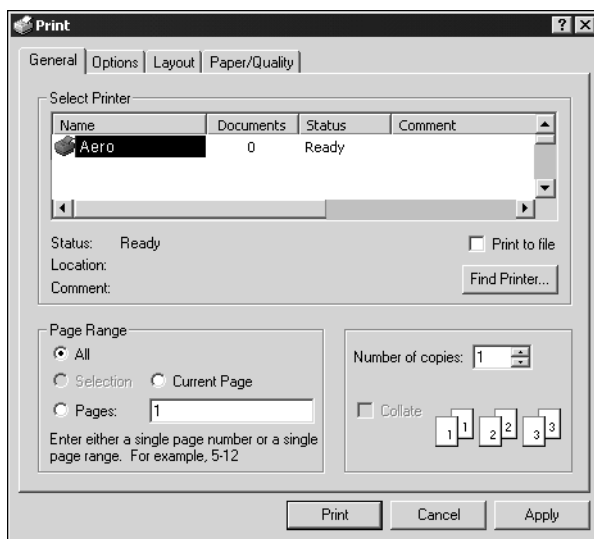 Print
General Options Layout Paper/Quality
Select Printer
Name Documents Status Comment
Aero 0 Ready
Status: Ready
Print to file
Location:
Find Printer...
Comment:
Page Range
All
Number of copies: 1
Selection Current Page
Pages: 1
Collate
1 1 2 2 3 3
Enter either a single page number or a single
page range. For example, 5-12
Print Cancel Apply